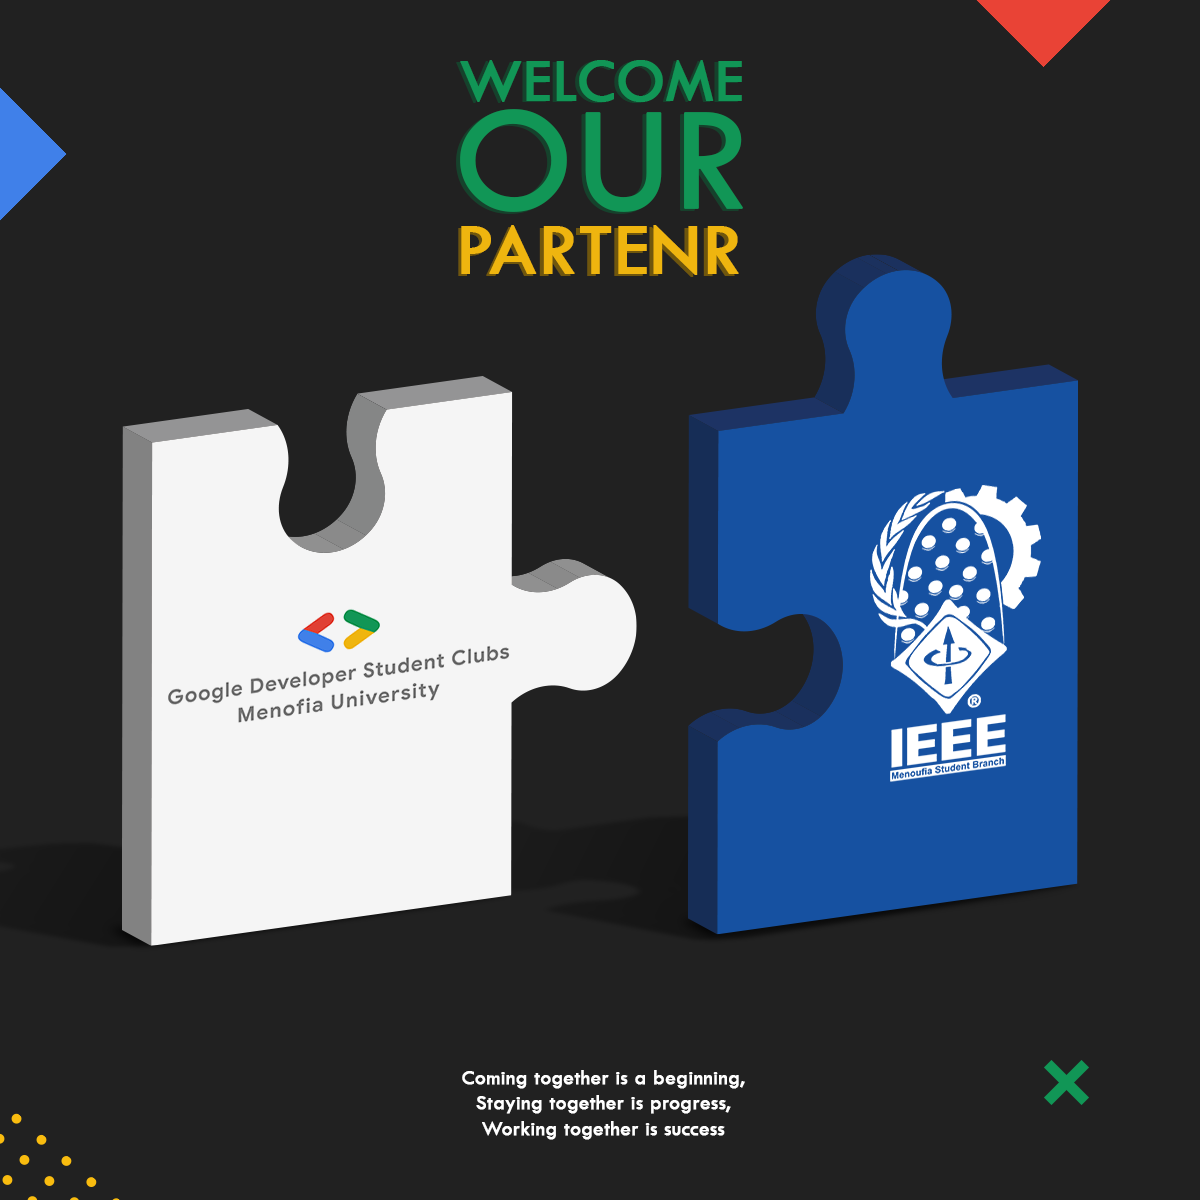 WELCOME
OUR
PARTENR
Google Developer Student Clubs
Menofia University
®
IEEE
Menoufia Student Branch
Coming together is a beginning,
Staying together is progress,
Working together is success